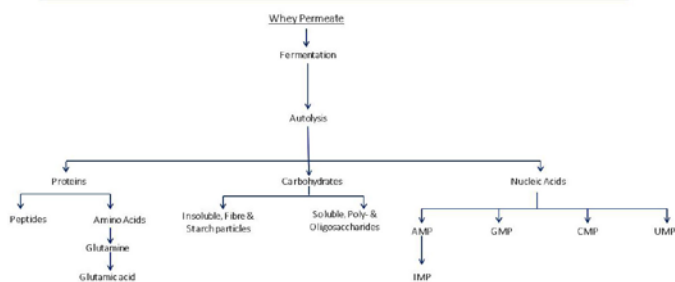 Whey Permeate
Fermentation
Autolysis
Proteins
Carbohydrates
Nucleic Acids
Peptides
Amino Acids
Insoluble, Fibre &
Starch particles
Soluble, Poly- &
Oligosaccharides
AMP
GMP
CMP
UMP
Glutamine
IMP
Glutamic acid